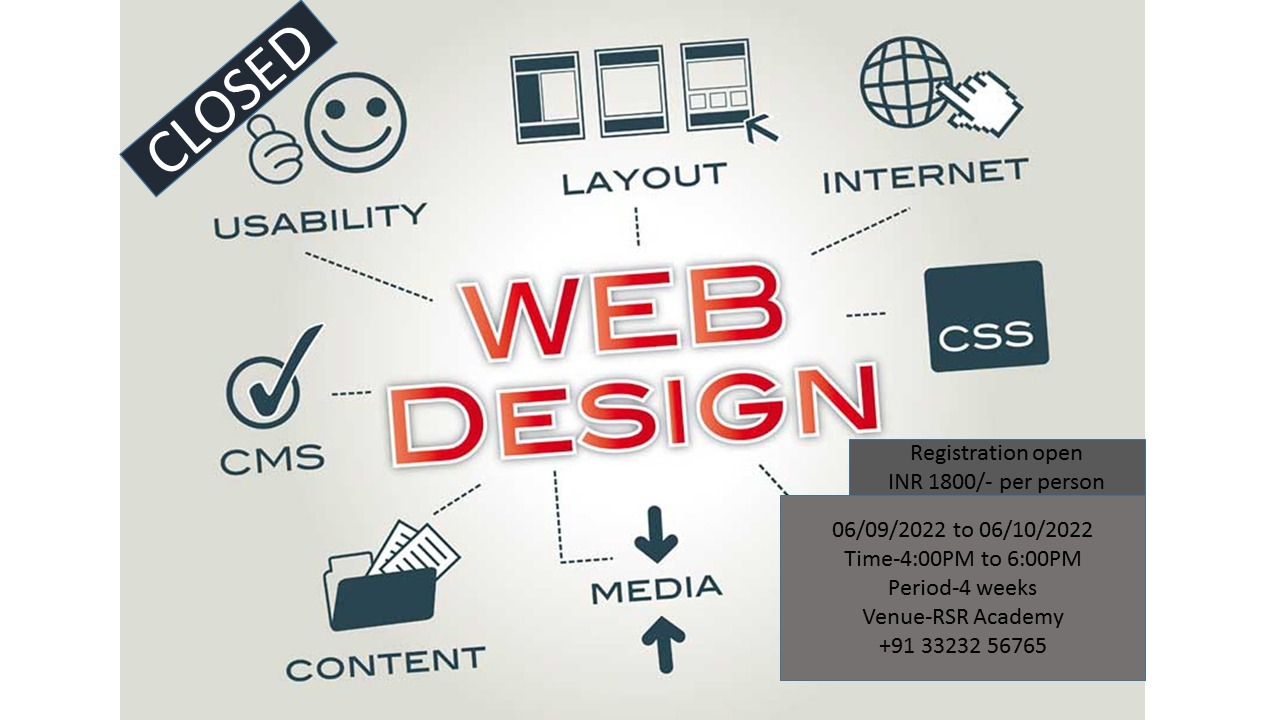 CLOSED
USABILITY
LAYOUT
INTERNET
WEB
DESIGN
CSS
CMS
CONTENT
MEDIA
Registration open
INR 1800/- per person
06/09/2022 to 06/10/2022
Time-4:00PM to 6:00PM
Period-4 weeks
Venue-RSR Academy
+91 33232 56765